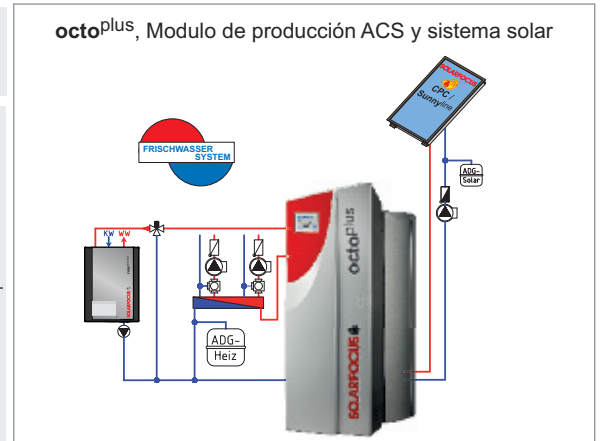 octoplus, Modulo de producción ACS y sistema solar
SOLARFOCUS
CPC /
Sunnyline
ADG-
Solar
FRISCHWASSER
SYSTEM
KW WW
octoplus
SOLARFOCUS
ADG-
Heiz
SOLARFOCUS